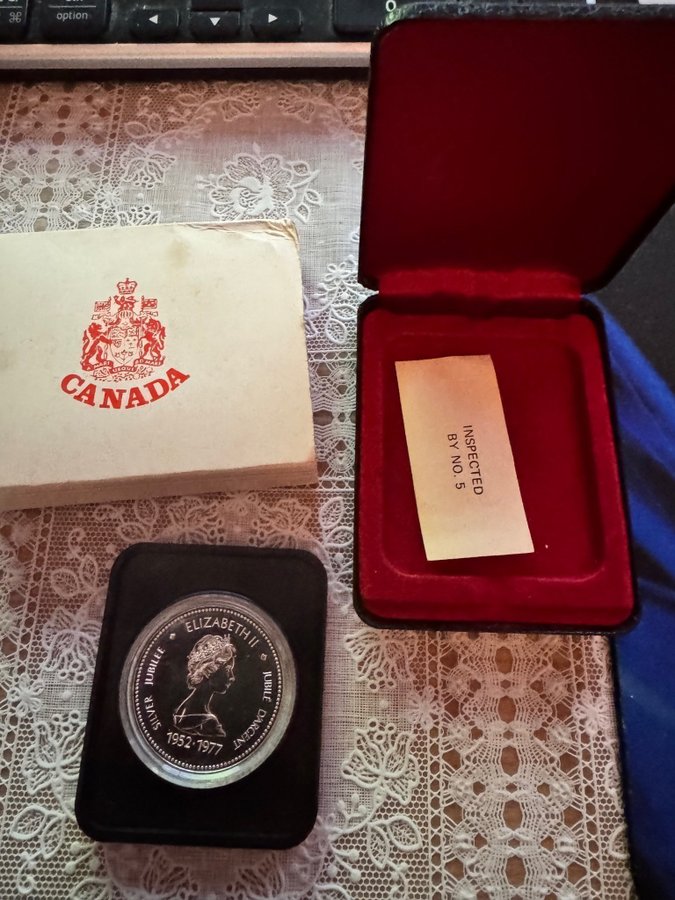 ⌘
option
CANADA
INSPECTED
BY NO. 5
ELIZABETH II
SILVER JUBILEE
JUBILÉ D'ARGENT
1952·1977